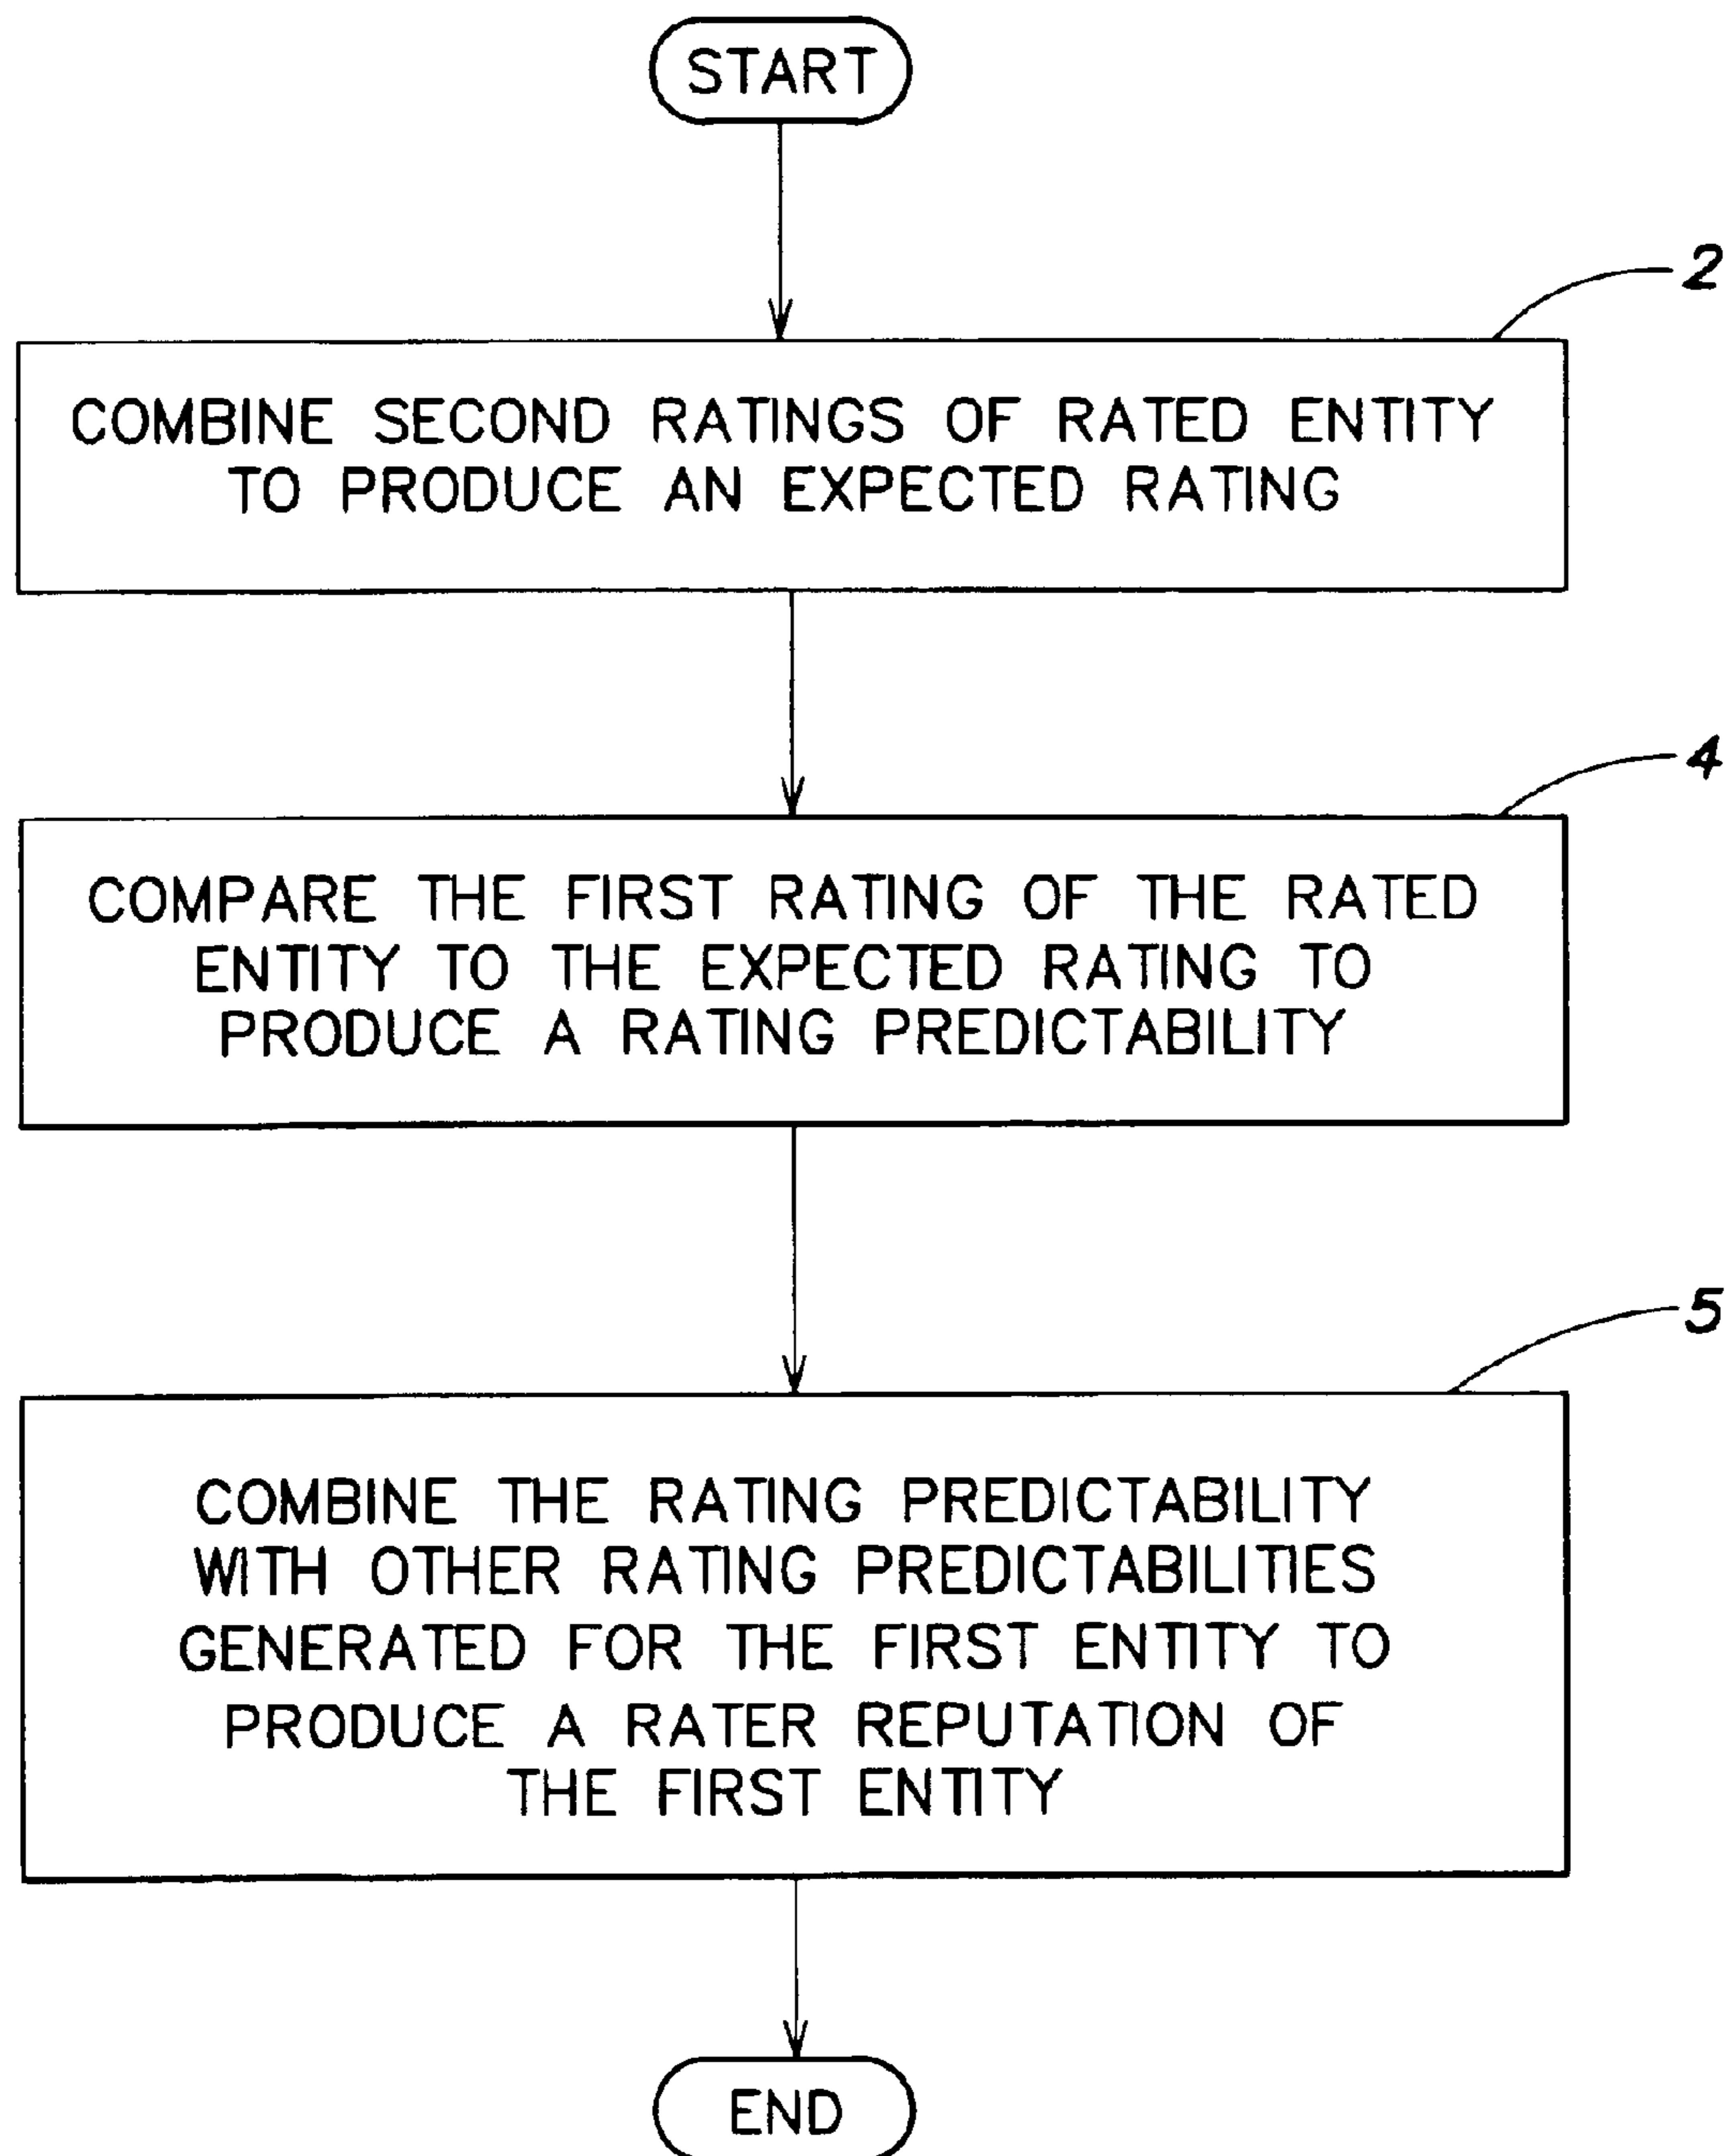 START
2
COMBINE SECOND RATINGS OF RATED ENTITY
TO PRODUCE AN EXPECTED RATING
4
COMPARE THE FIRST RATING OF THE RATED
ENTITY TO THE EXPECTED RATING TO
PRODUCE A RATING PREDICTABILITY
5
COMBINE THE RATING PREDICTABILITY
WITH OTHER RATING PREDICTABILITIES
GENERATED FOR THE FIRST ENTITY TO
PRODUCE A RATER REPUTATION OF
THE FIRST ENTITY
END